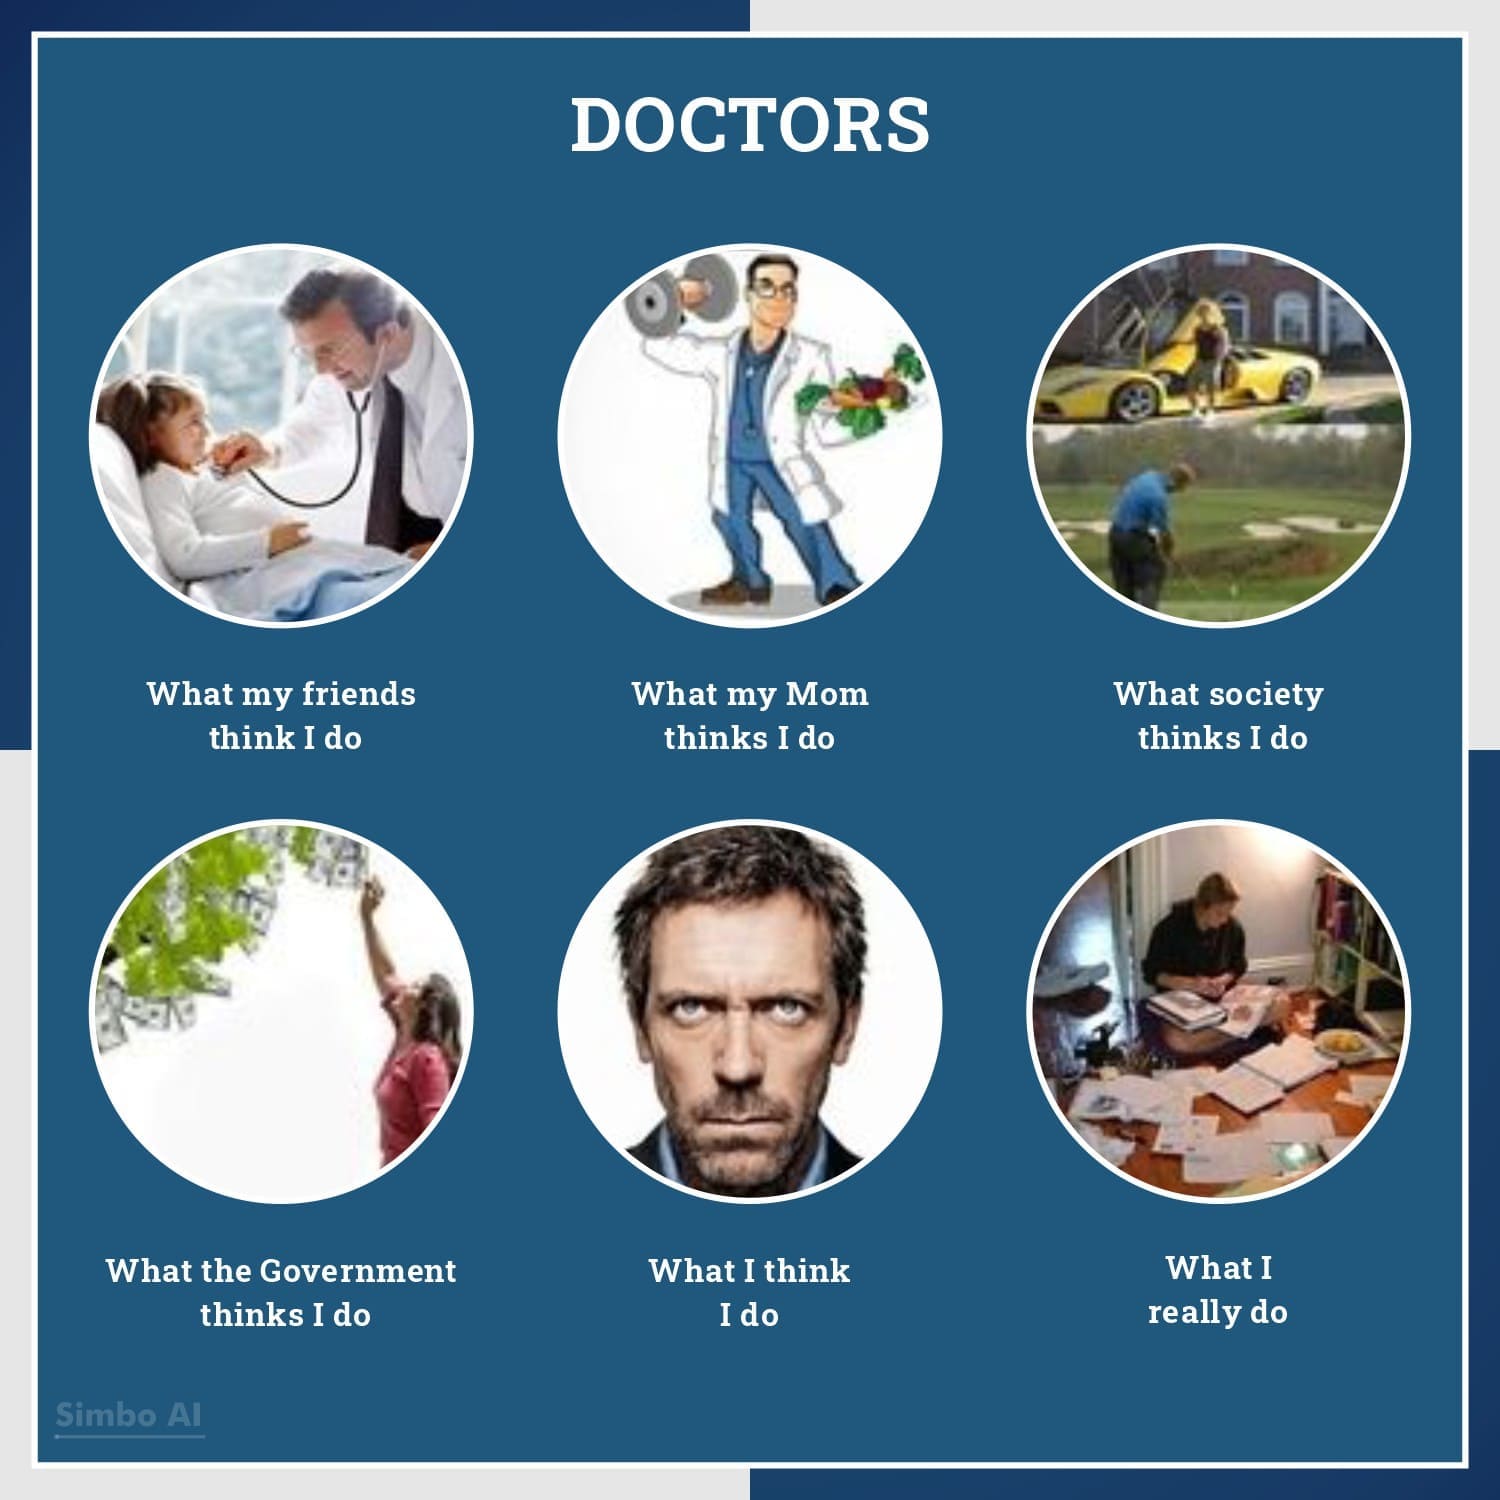 DOCTORS
What my friends
think I do
What my Mom
thinks I do
What society
thinks I do
What the Government
thinks I do
What I think
I do
What I
really do
Simbo AI